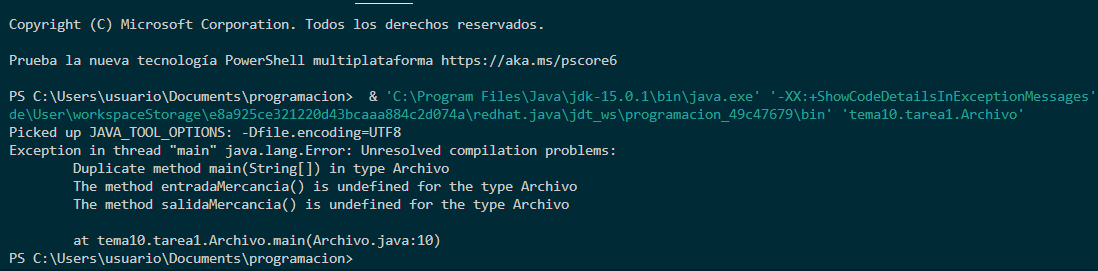 Copyright (C) Microsoft Corporation. Todos los derechos reservados.
Prueba la nueva tecnología PowerShell multiplataforma https://aka.ms/pscore6
PS C:\Users\usuario\Documents\programacion>  & 'C:\Program Files\Java\jdk-15.0.1\bin\java.exe' '-XX:+ShowCodeDetailsInExceptionMessages'
de\User\workspaceStorage\e8a925ce321220d43bcaaa884c2d074a\redhat.java\jdt_ws\programacion_49c47679\bin' 'tema10.tarea1.Archivo'
Picked up JAVA_TOOL_OPTIONS: -Dfile.encoding=UTF8
Exception in thread "main" java.lang.Error: Unresolved compilation problems:
        Duplicate method main(String[]) in type Archivo
        The method entradaMercancia() is undefined for the type Archivo
        The method salidaMercancia() is undefined for the type Archivo
        at tema10.tarea1.Archivo.main(Archivo.java:10)
PS C:\Users\usuario\Documents\programacion>